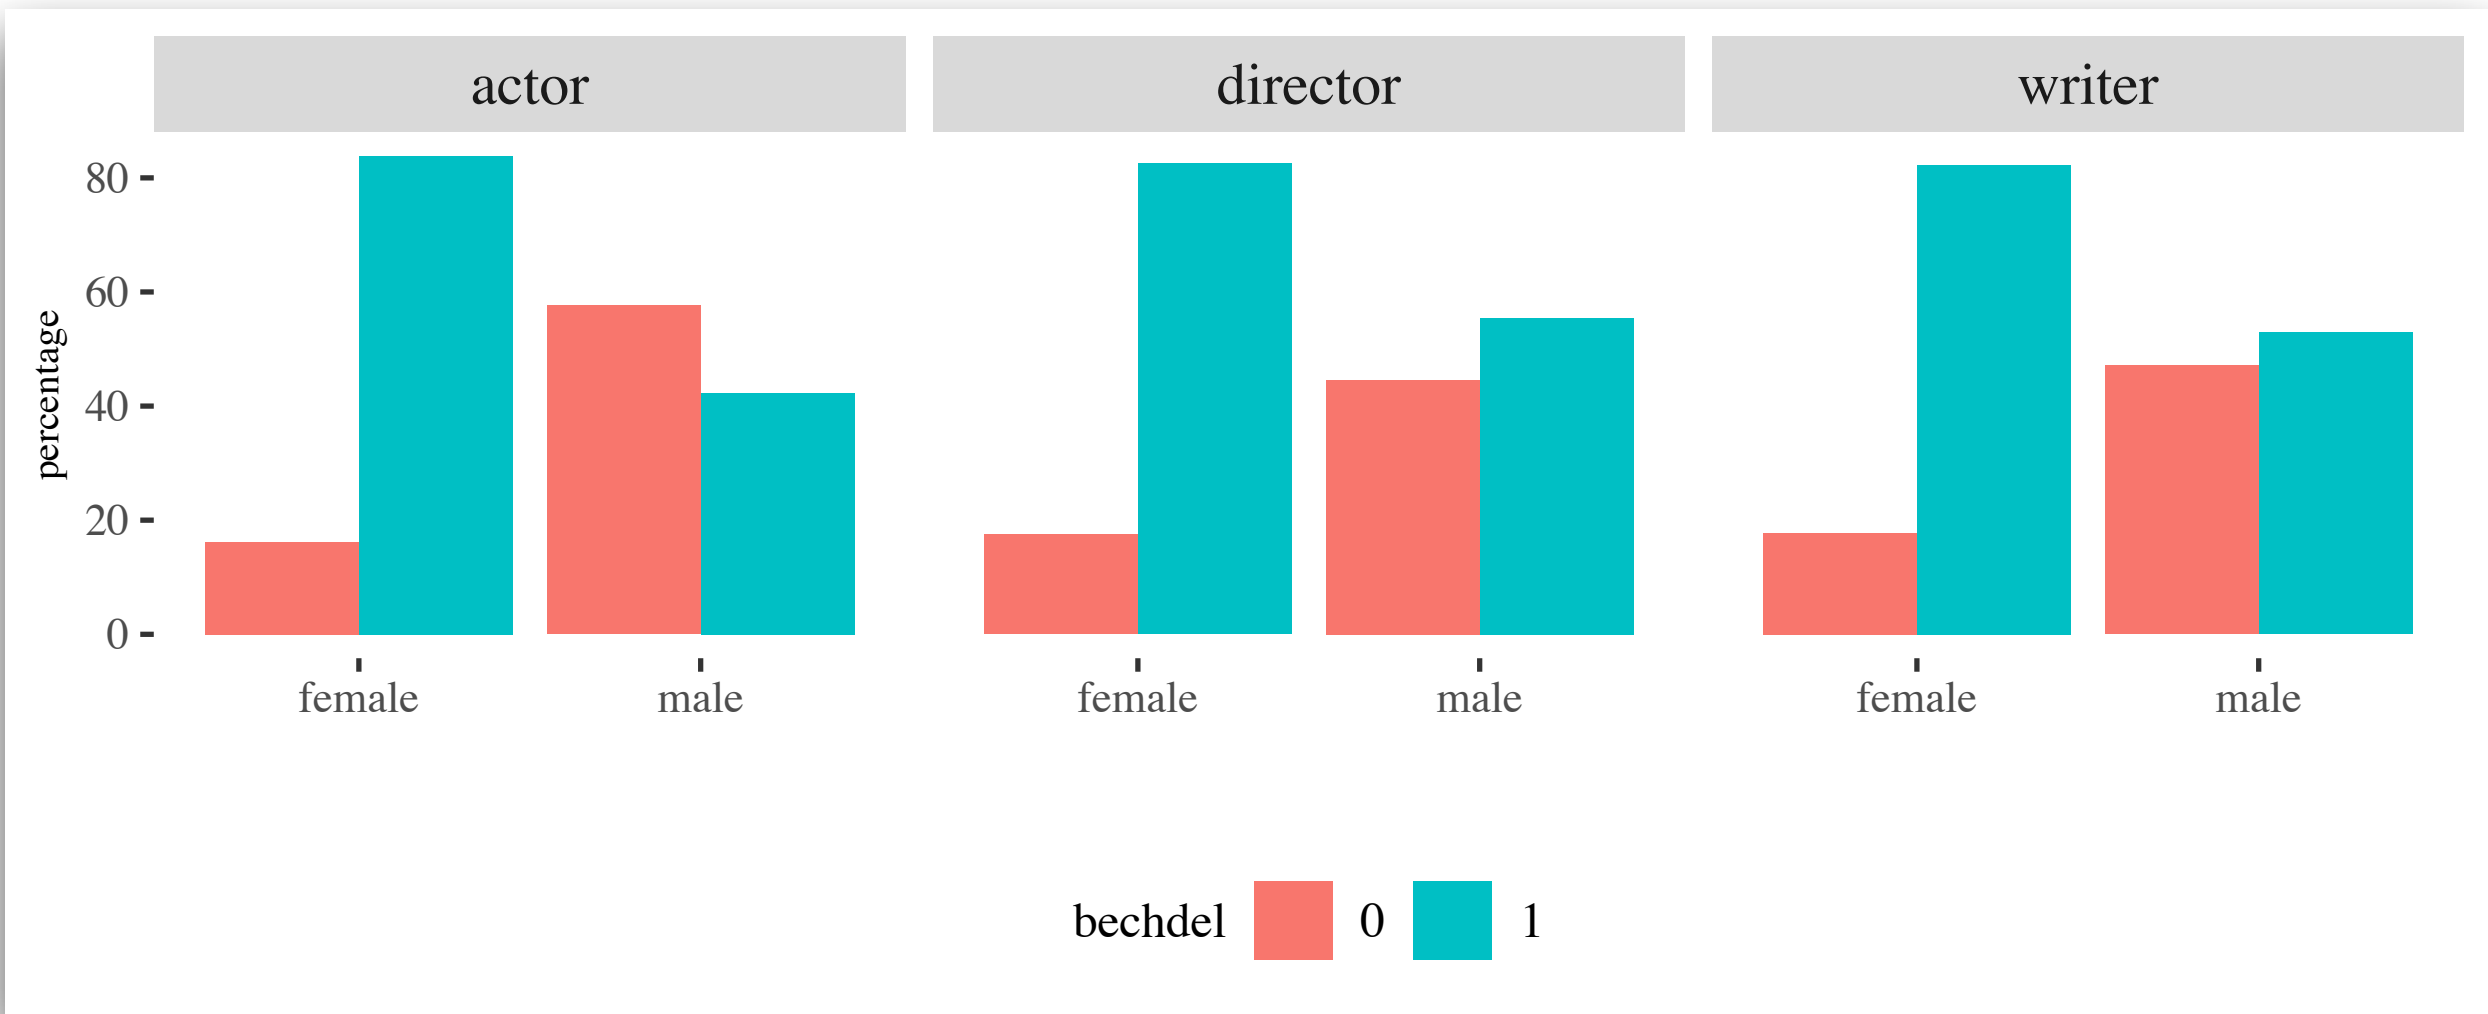 actor director writer
80
60
40
20
0
percentage
female male female male female male
bechdel 0 1